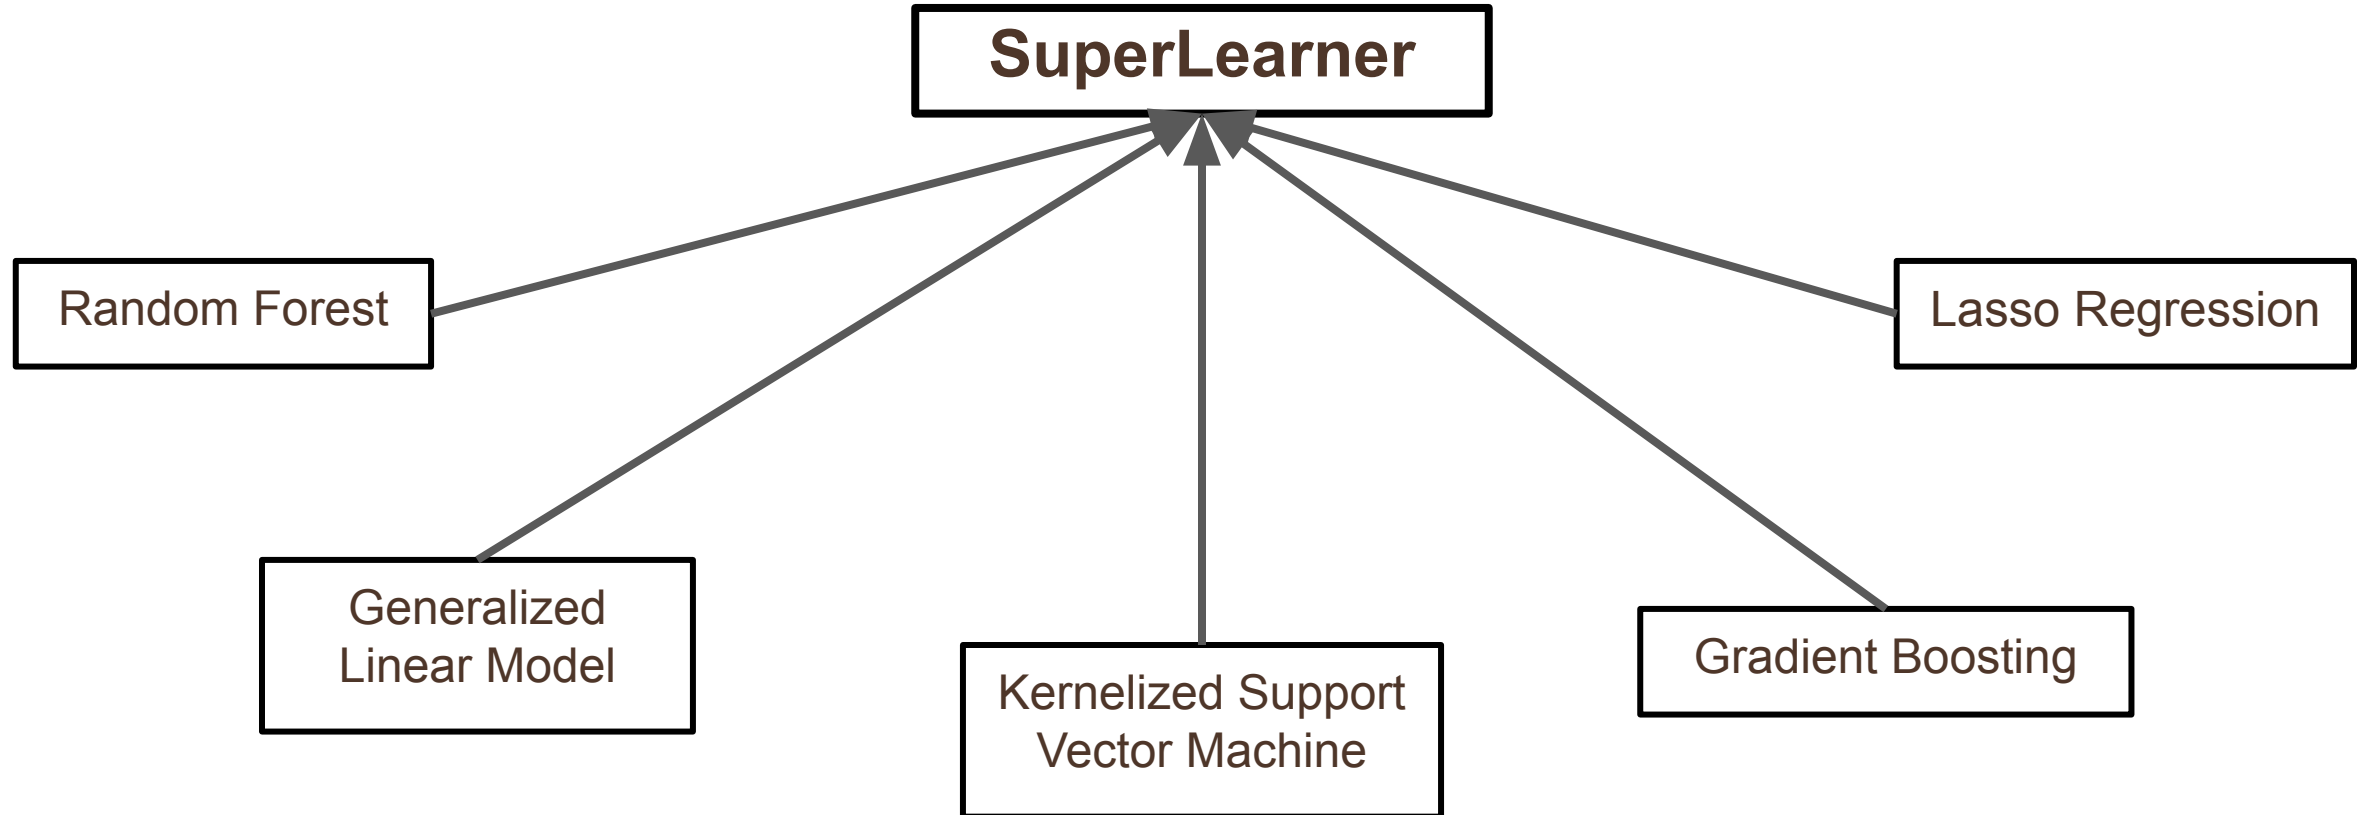 SuperLearner
Random Forest
Lasso Regression
Generalized
Linear Model
Kernelized Support
Vector Machine
Gradient Boosting